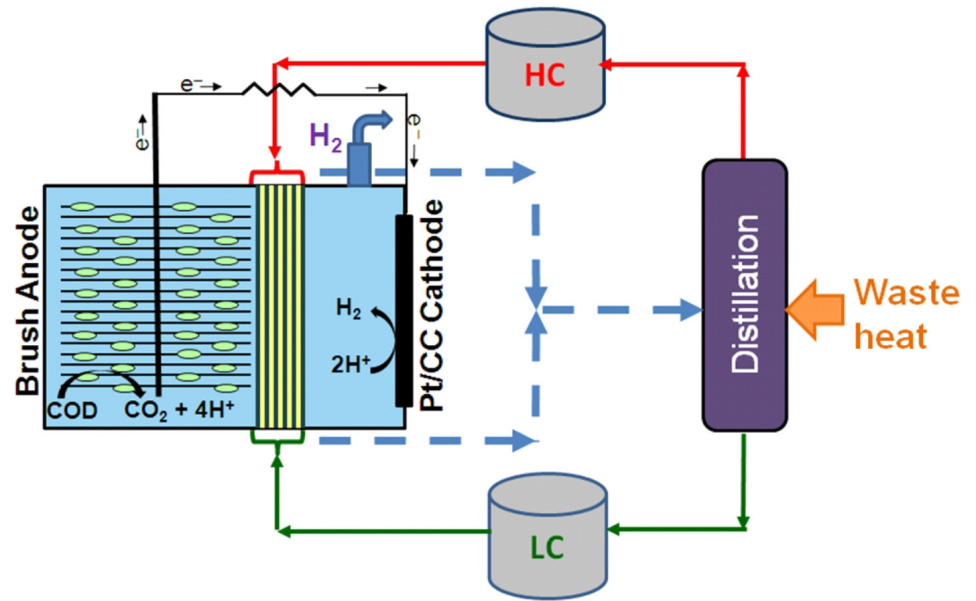 HC
e⁻
e⁻
e⁻
H₂
Brush Anode
Pt/CC Cathode
H₂
2H⁺
COD
CO₂ + 4H⁺
Distillation
Waste
heat
LC